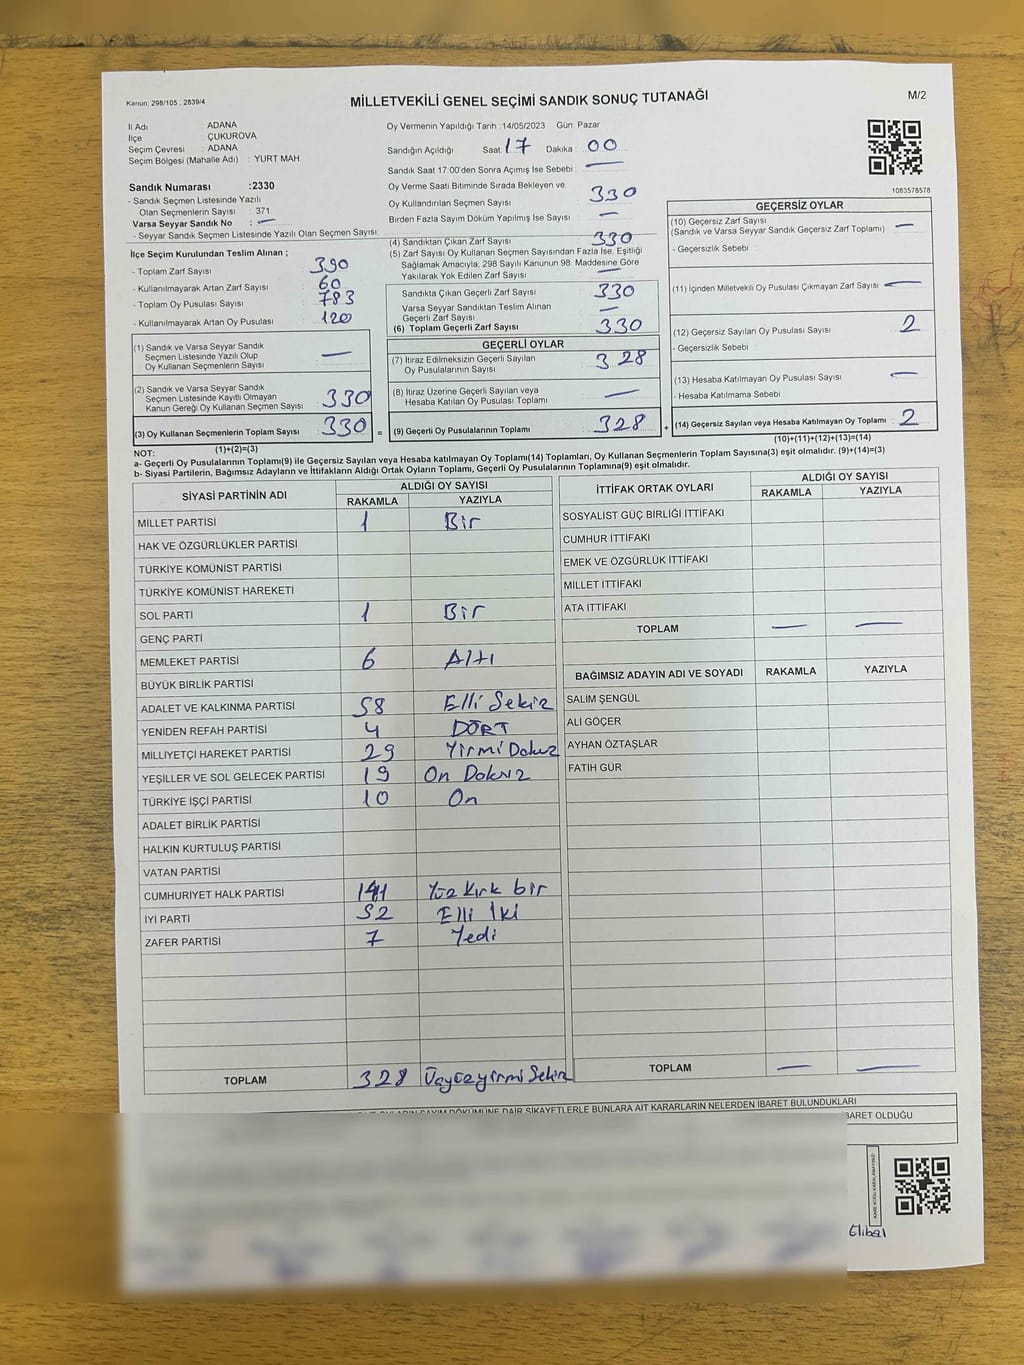 Kanun: 298/105 , 2839/4
MİLLETVEKİLİ GENEL SEÇİMİ SANDIK SONUÇ TUTANAĞI
M/2
İl Adı : ADANA
İlçe : ÇUKUROVA
Seçim Çevresi : ADANA
Seçim Bölgesi (Mahalle Adı) : YURT MAH.
Sandık Numarası :2330
- Sandık Seçmen Listesinde Yazılı
Olan Seçmenlerin Sayısı : 371
Varsa Seyyar Sandık No : —
- Seyyar Sandık Seçmen Listesinde Yazılı Olan Seçmen Sayısı :
İlçe Seçim Kurulundan Teslim Alınan ;
- Toplam Zarf Sayısı : 390
- Kullanılmayarak Artan Zarf Sayısı : 60
- Toplam Oy Pusulası Sayısı : 783
- Kullanılmayarak Artan Oy Pusulası : 120
(1) Sandık ve Varsa Seyyar Sandık
Seçmen Listesinde Yazılı Olup
Oy Kullanan Seçmenlerin Sayısı : —
(2) Sandık ve Varsa Seyyar Sandık
Seçmen Listesinde Kayıtlı Olmayan
Kanun Gereği Oy Kullanan Seçmen Sayısı : 330
(3) Oy Kullanan Seçmenlerin Toplam Sayısı : 330 =
(1)+(2)=(3)
Oy Vermenin Yapıldığı Tarih :14/05/2023 Gün: Pazar
Sandığın Açıldığı Saat: 17 Dakika : 00
Sandık Saat 17:00'den Sonra Açılmış İse Sebebi : —
Oy Verme Saati Bitiminde Sırada Bekleyen ve
Oy Kullandırılan Seçmen Sayısı : 330
Birden Fazla Sayım Döküm Yapılmış İse Sayısı : —
(4) Sandıktan Çıkan Zarf Sayısı : 330
(5) Zarf Sayısı Oy Kullanan Seçmen Sayısından Fazla İse, Eşitliği
Sağlamak Amacıyla, 298 Sayılı Kanunun 98. Maddesine Göre
Yakılarak Yok Edilen Zarf Sayısı : —
Sandıkta Çıkan Geçerli Zarf Sayısı : 330
Varsa Seyyar Sandıktan Teslim Alınan
Geçerli Zarf Sayısı : —
(6) Toplam Geçerli Zarf Sayısı : 330
GEÇERLİ OYLAR
(7) İtiraz Edilmeksizin Geçerli Sayılan
Oy Pusulalarının Sayısı : 328
(8) İtiraz Üzerine Geçerli Sayılan veya
Hesaba Katılan Oy Pusulası Toplamı : —
(9) Geçerli Oy Pusulalarının Toplamı : 328 +
1083578578
GEÇERSİZ OYLAR
(10) Geçersiz Zarf Sayısı : —
(Sandık ve Varsa Seyyar Sandık Geçersiz Zarf Toplamı)
- Geçersizlik Sebebi :
(11) İçinden Milletvekili Oy Pusulası Çıkmayan Zarf Sayısı : —
(12) Geçersiz Sayılan Oy Pusulası Sayısı : 2
- Geçersizlik Sebebi :
(13) Hesaba Katılmayan Oy Pusulası Sayısı : —
- Hesaba Katılmama Sebebi :
(14) Geçersiz Sayılan veya Hesaba Katılmayan Oy Toplamı : 2
(10)+(11)+(12)+(13)=(14)
NOT:
a- Geçerli Oy Pusulalarının Toplamı(9) ile Geçersiz Sayılan veya Hesaba katılmayan Oy Toplamı(14) Toplamları, Oy Kullanan Seçmenlerin Toplam Sayısına(3) eşit olmalıdır. (9)+(14)=(3)
b- Siyasi Partilerin, Bağımsız Adayların ve İttifakların Aldığı Ortak Oyların Toplamı, Geçerli Oy Pusulalarının Toplamına(9) eşit olmalıdır.
SİYASİ PARTİNİN ADI ALDIĞI OY SAYISI
RAKAMLA YAZIYLA
MİLLET PARTİSİ 1 Bir
HAK VE ÖZGÜRLÜKLER PARTİSİ
TÜRKİYE KOMÜNİST PARTİSİ
TÜRKİYE KOMÜNİST HAREKETİ
SOL PARTİ 1 Bir
GENÇ PARTİ
MEMLEKET PARTİSİ 6 Altı
BÜYÜK BİRLİK PARTİSİ
ADALET VE KALKINMA PARTİSİ 58 Elli Sekiz
YENİDEN REFAH PARTİSİ 4 DÖRT
MİLLİYETÇİ HAREKET PARTİSİ 29 Yirmi Dokuz
YEŞİLLER VE SOL GELECEK PARTİSİ 19 On Dokuz
TÜRKİYE İŞÇİ PARTİSİ 10 On
ADALET BİRLİK PARTİSİ
HALKIN KURTULUŞ PARTİSİ
VATAN PARTİSİ
CUMHURİYET HALK PARTİSİ 141 Yüz Kırk bir
İYİ PARTİ 52 Elli İki
ZAFER PARTİSİ 7 Yedi
TOPLAM 328 Üçyüzyirmi Sekiz
İTTİFAK ORTAK OYLARI ALDIĞI OY SAYISI
RAKAMLA YAZIYLA
SOSYALİST GÜÇ BİRLİĞİ İTTİFAKI
CUMHUR İTTİFAKI
EMEK VE ÖZGÜRLÜK İTTİFAKI
MİLLET İTTİFAKI
ATA İTTİFAKI
TOPLAM — —
BAĞIMSIZ ADAYIN ADI VE SOYADI RAKAMLA YAZIYLA
SALİM ŞENGÜL
ALİ GÖÇER
AYHAN ÖZTAŞLAR
FATİH GÜR
TOPLAM — —
OYLARIN SAYIM DÖKÜMÜNE DAİR ŞİKAYETLERLE BUNLARA AİT KARARLARIN NELERDEN İBARET BULUNDUKLARI
İBARET OLDUĞU
KARE KODU KARALAMAYINIZ!
Elibal